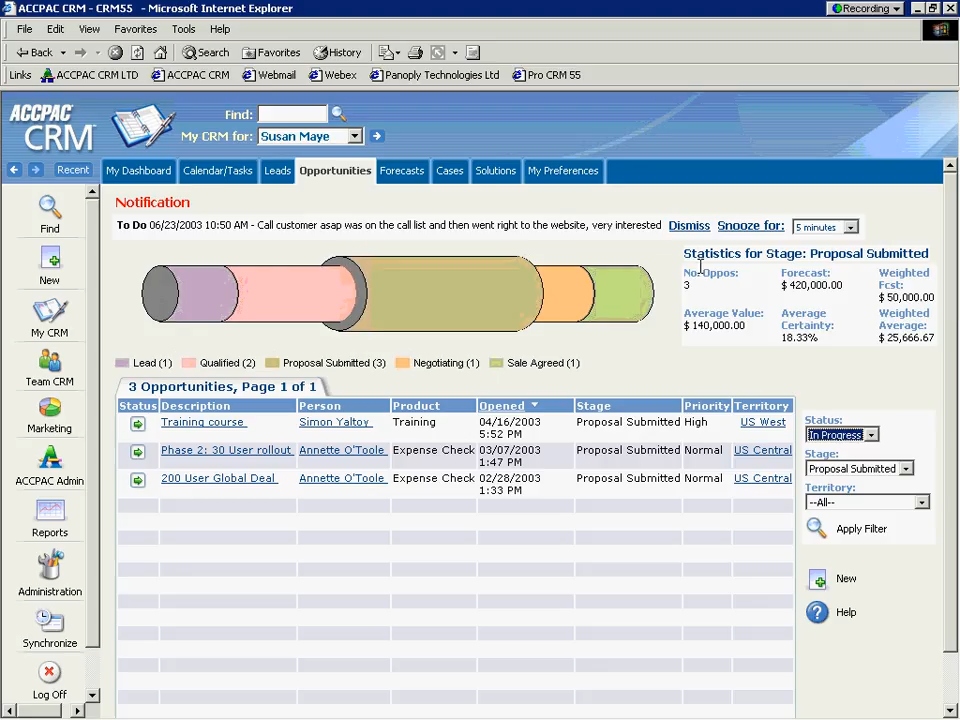 ACCPAC CRM - CRM55 - Microsoft Internet Explorer
Recording
File Edit View Favorites Tools Help
Back Search Favorites History
Links ACCPAC CRM LTD ACCPAC CRM Webmail Webex Panoply Technologies Ltd Pro CRM 55
ACCPAC CRM
Find:
My CRM for: Susan Maye
Recent My Dashboard Calendar/Tasks Leads Opportunities Forecasts Cases Solutions My Preferences
Find
New
My CRM
Team CRM
Marketing
ACCPAC Admin
Reports
Administration
Synchronize
Log Off
Notification
To Do 06/23/2003 10:50 AM - Call customer asap was on the call list and then went right to the website, very interested Dismiss Snooze for: 5 minutes
Statistics for Stage: Proposal Submitted
No. Oppos: Forecast: Weighted Fcst:
3 $ 420,000.00 $ 50,000.00
Average Value: Average Certainty: Weighted Average:
$ 140,000.00 18.33% $ 25,666.67
Lead (1) Qualified (2) Proposal Submitted (3) Negotiating (1) Sale Agreed (1)
3 Opportunities, Page 1 of 1
Status Description Person Product Opened Stage Priority Territory
Training course Simon Yaltoy Training 04/16/2003 5:52 PM Proposal Submitted High US West
Phase 2: 30 User rollout Annette O'Toole Expense Check 03/07/2003 1:47 PM Proposal Submitted Normal US Central
200 User Global Deal Annette O'Toole Expense Check 02/28/2003 1:33 PM Proposal Submitted Normal US Central
Status:
In Progress
Stage:
Proposal Submitted
Territory:
--All--
Apply Filter
New
Help